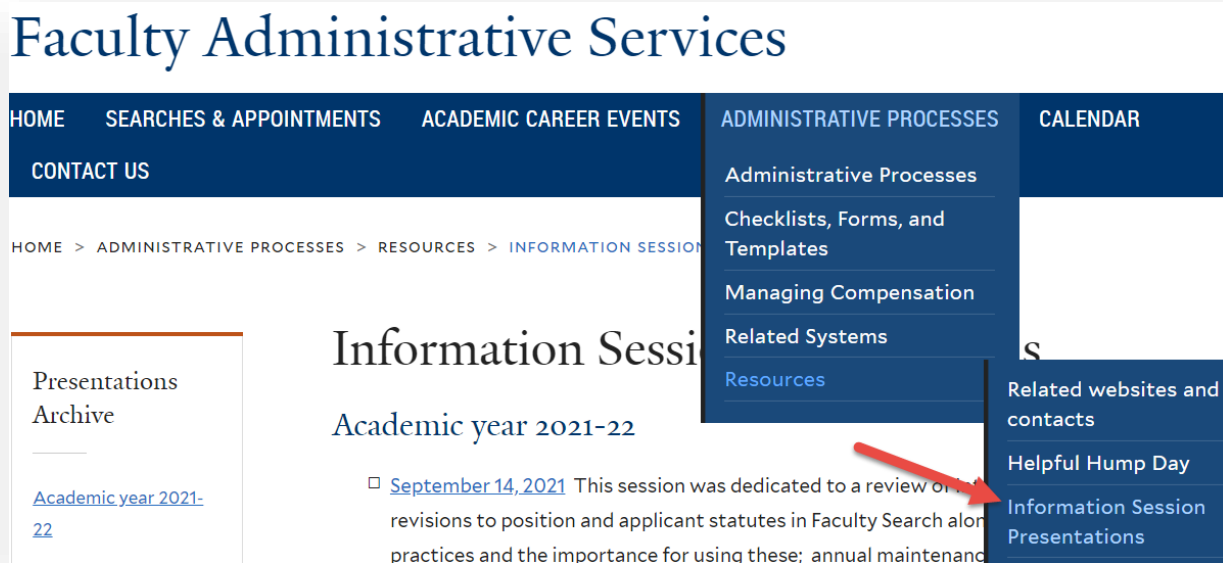 Faculty Administrative Services
HOME SEARCHES & APPOINTMENTS ACADEMIC CAREER EVENTS ADMINISTRATIVE PROCESSES CALENDAR
CONTACT US
Administrative Processes
Checklists, Forms, and
Templates
Managing Compensation
Related Systems
Resources
Related websites and
contacts
Helpful Hump Day
Information Session
Presentations
HOME > ADMINISTRATIVE PROCESSES > RESOURCES > INFORMATION SESSION
Presentations
Archive
Academic year 2021-
22
Information Sessi s
Academic year 2021-22
September 14, 2021 This session was dedicated to a review of
revisions to position and applicant statutes in Faculty Search
practices and the importance for using these; annual